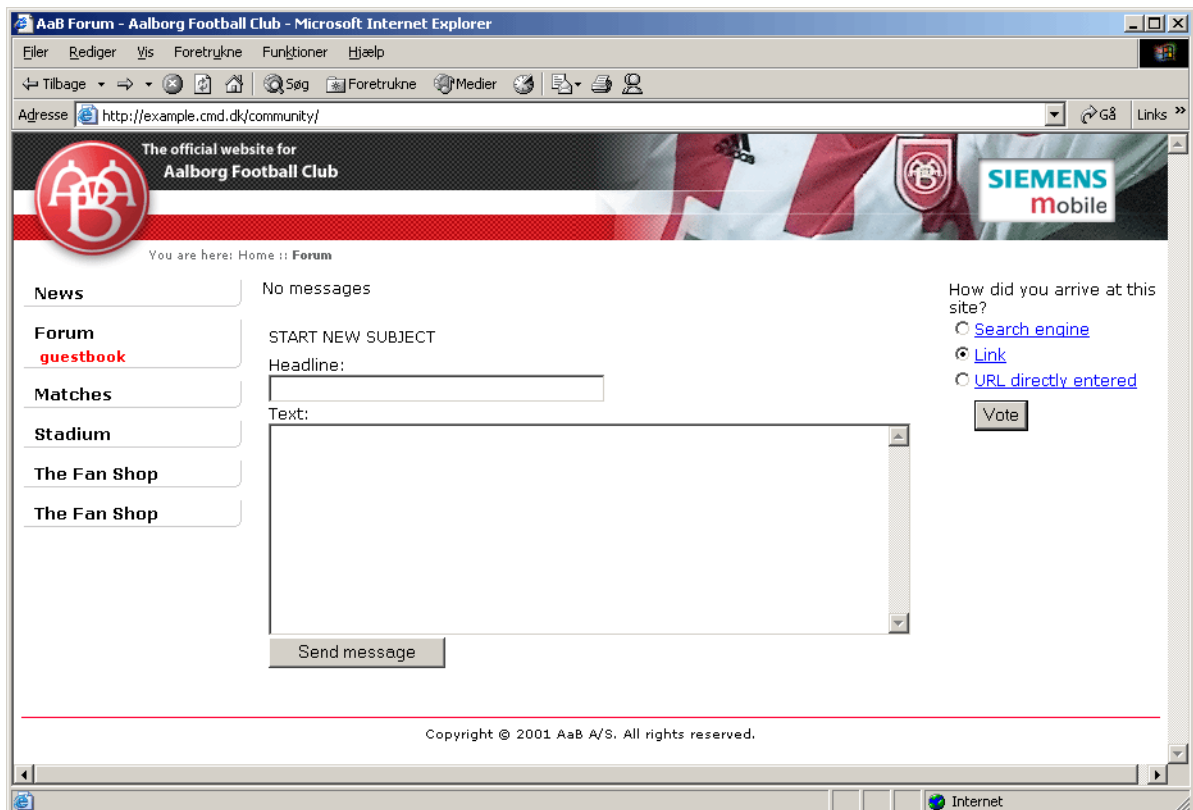 AaB Forum - Aalborg Football Club - Microsoft Internet Explorer
Filer Rediger Vis Foretrukne Funktioner Hjælp
Tilbage Søg Foretrukne Medier
Adresse http://example.cmd.dk/community/ Gå Links »
The official website for
Aalborg Football Club
AaB
SIEMENS
mobile
You are here: Home :: Forum
News
Forum
guestbook
Matches
Stadium
The Fan Shop
The Fan Shop
No messages
START NEW SUBJECT
Headline:
Text:
Send message
How did you arrive at this
site?
Search engine
Link
URL directly entered
Vote
Copyright © 2001 AaB A/S. All rights reserved.
Internet